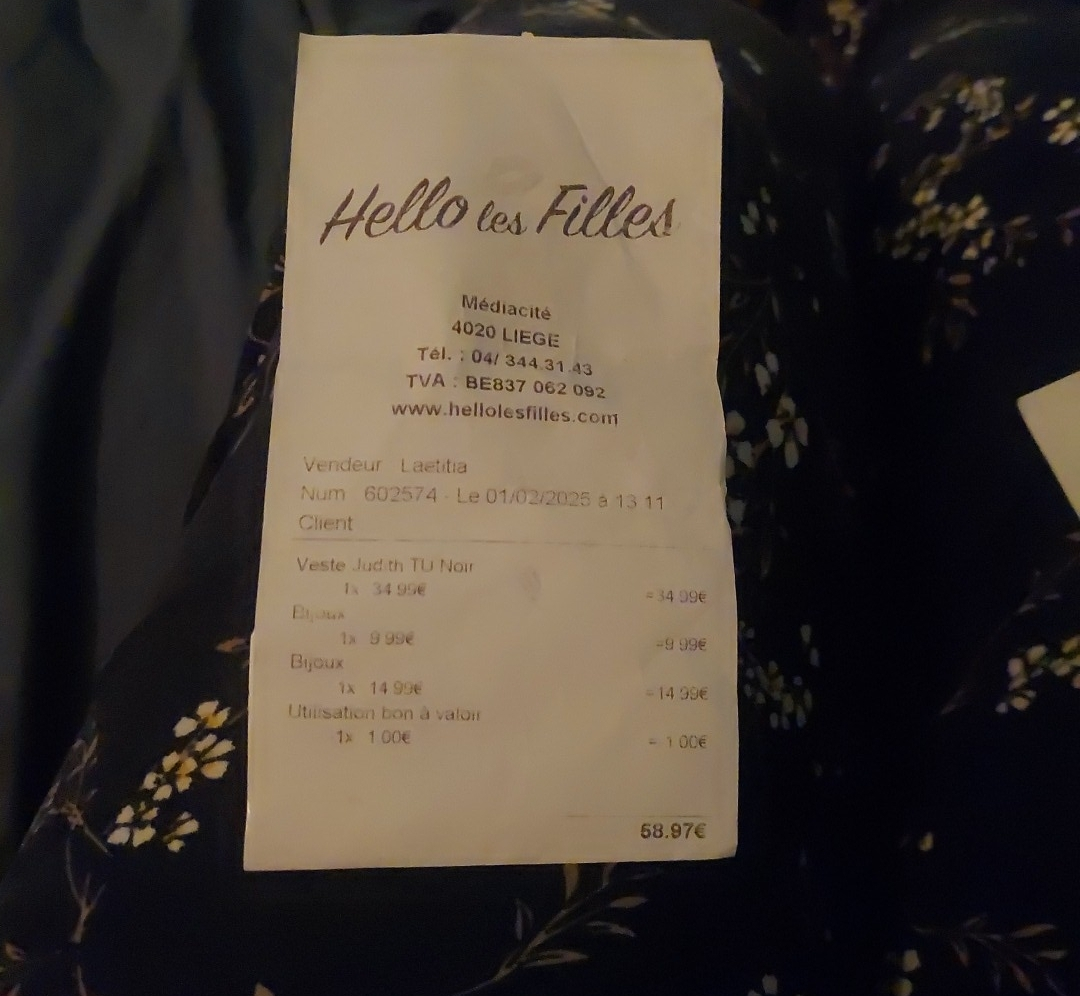 Hello les Filles
Médiacité
4020 LIEGE
Tél. : 04/ 344.31.43
TVA : BE837 062 092
www.hellolesfilles.com
Vendeur Laetitia
Num 602574 - Le 01/02/2025 à 13 11
Client
Veste Judith TU Noir
1x 34.99€ =34.99€
Bijoux
1x 9.99€ =9.99€
Bijoux
1x 14.99€ =14.99€
Utilisation bon à valoir
1x 1.00€ = 1.00€
58.97€